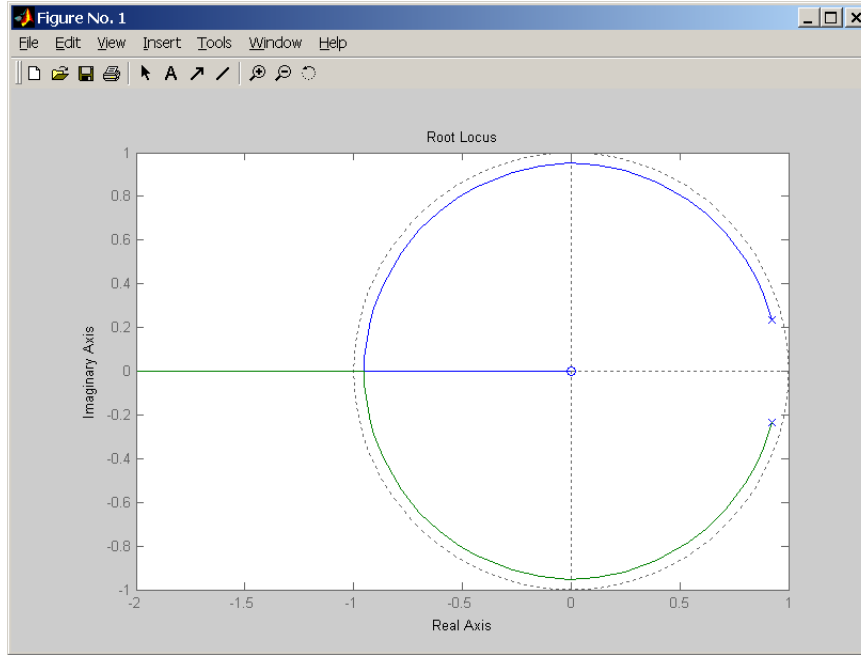 Figure No. 1
File Edit View Insert Tools Window Help
A
Root Locus
1
0.8
0.6
0.4
0.2
0
-0.2
-0.4
-0.6
-0.8
-1
Imaginary Axis
-2 -1.5 -1 -0.5 0 0.5 1
Real Axis